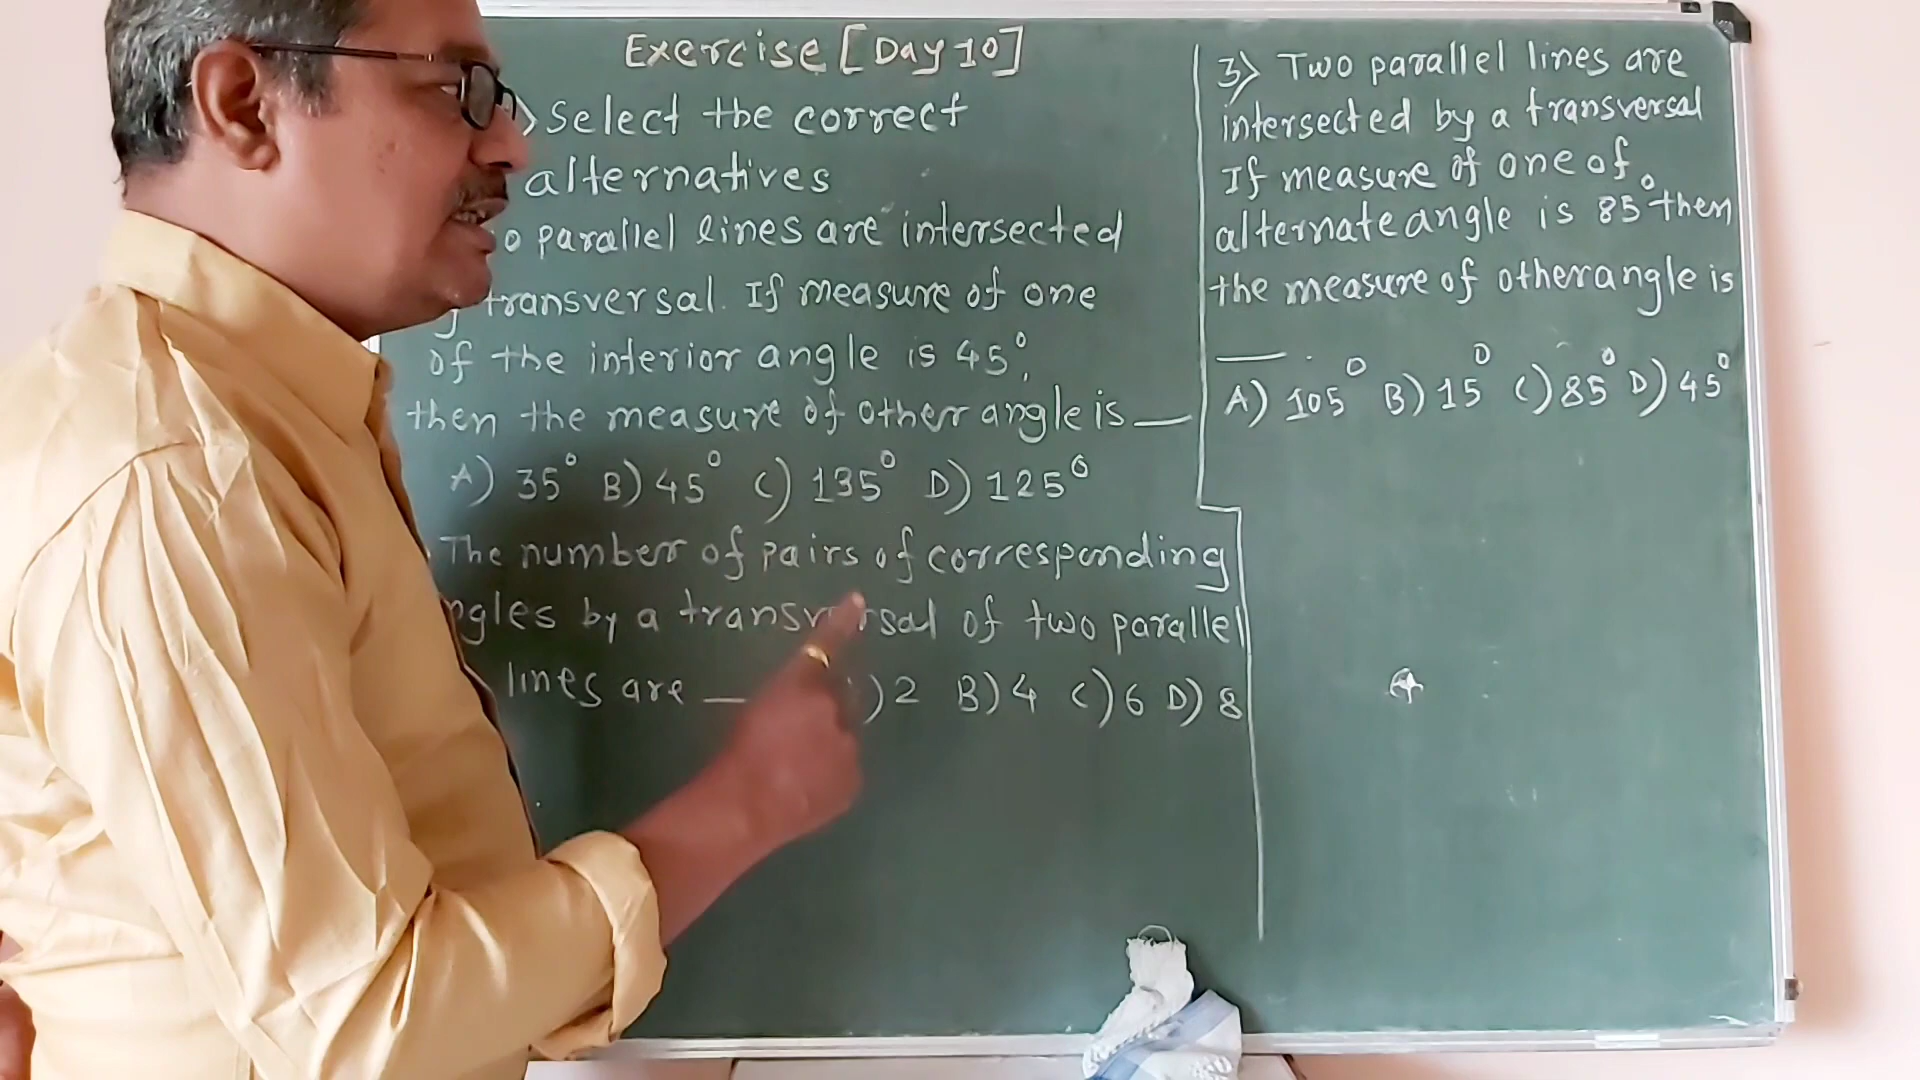 Exercise [Day 10]
> Select the correct
alternatives
o parallel lines are intersected
transversal. If measure of one
of the interior angle is 45°,
then the measure of other angle is __
A) 35° B) 45° C) 135° D) 125°
The number of pairs of corresponding
ngles by a transversal of two parallel
lines are __ )2 B) 4 C) 6 D) 8
3> Two parallel lines are
intersected by a transversal
If measure of one of
alternate angle is 85° then
the measure of other angle is
__.
A) 105° B) 15° C) 85° D) 45°